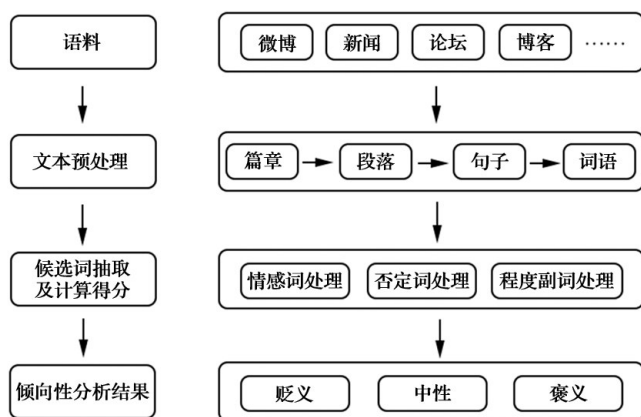 语料
微博 新闻 论坛 博客 ……
文本预处理
篇章 段落 句子 词语
候选词抽取
及计算得分
情感词处理 否定词处理 程度副词处理
倾向性分析结果
贬义 中性 褒义